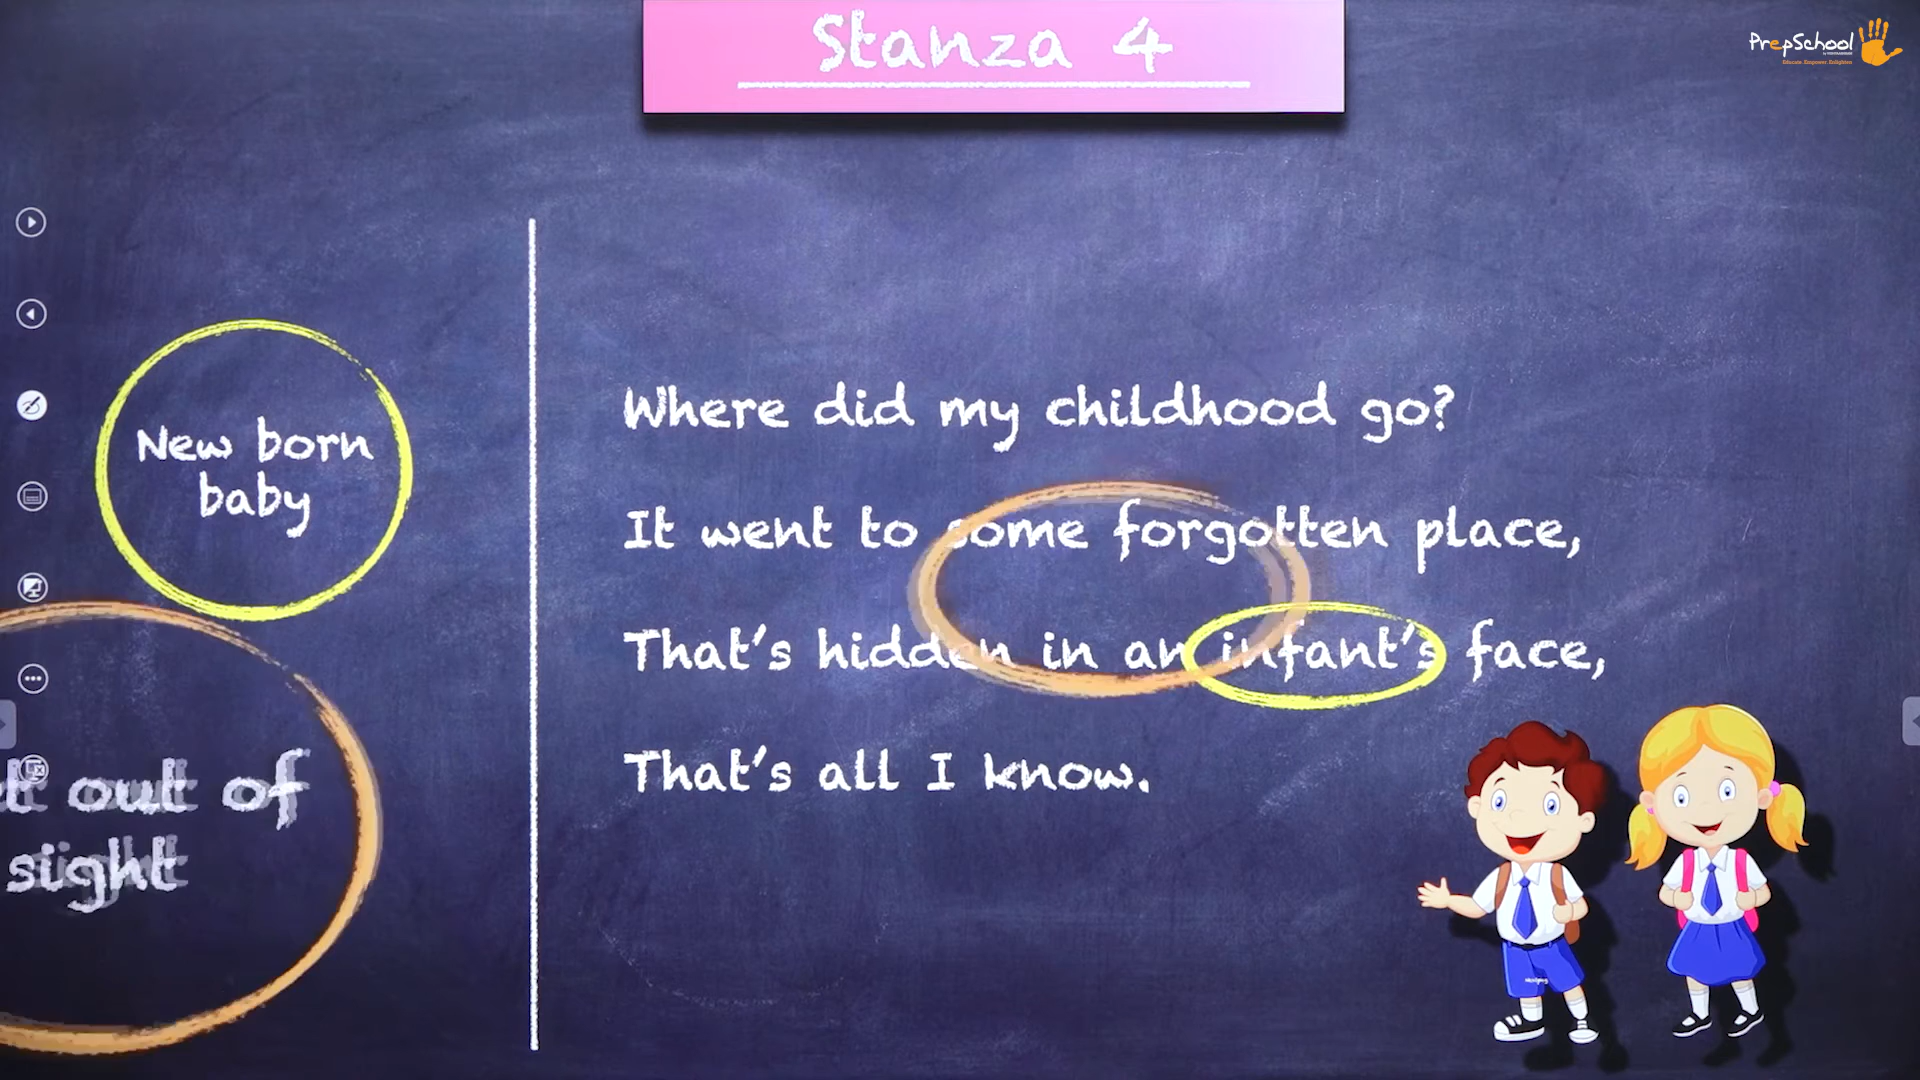 Stanza 4
PrepSchool
New born
baby
Where did my childhood go?
It went to some forgotten place,
That's hidden in an infant's face,
That's all I know.
out of
sight